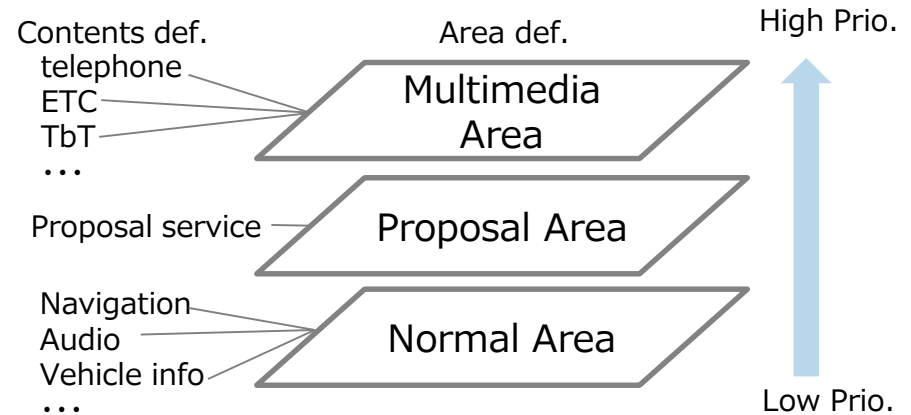 Contents def.
Area def.
High Prio.
telephone
ETC
TbT
...
Multimedia
Area
Proposal service
Proposal Area
Navigation
Audio
Vehicle info
...
Normal Area
Low Prio.